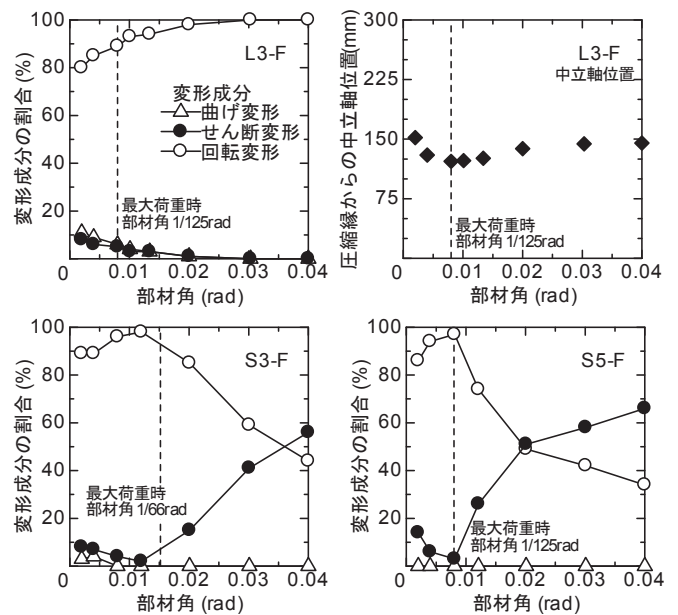 変形成分の割合 (%)
100
80
60
40
20
L3-F
変形成分
曲げ変形
せん断変形
回転変形
最大荷重時
部材角 1/125rad
0 0.01 0.02 0.03 0.04
部材角 (rad)
圧縮縁からの中立軸位置(mm)
300
225
150
75
L3-F
中立軸位置
最大荷重時
部材角 1/125rad
0 0.01 0.02 0.03 0.04
部材角 (rad)
変形成分の割合 (%)
100
80
60
40
20
S3-F
最大荷重時
部材角 1/66rad
0 0.01 0.02 0.03 0.04
部材角 (rad)
変形成分の割合 (%)
100
80
60
40
20
S5-F
最大荷重時
部材角 1/125rad
0 0.01 0.02 0.03 0.04
部材角 (rad)